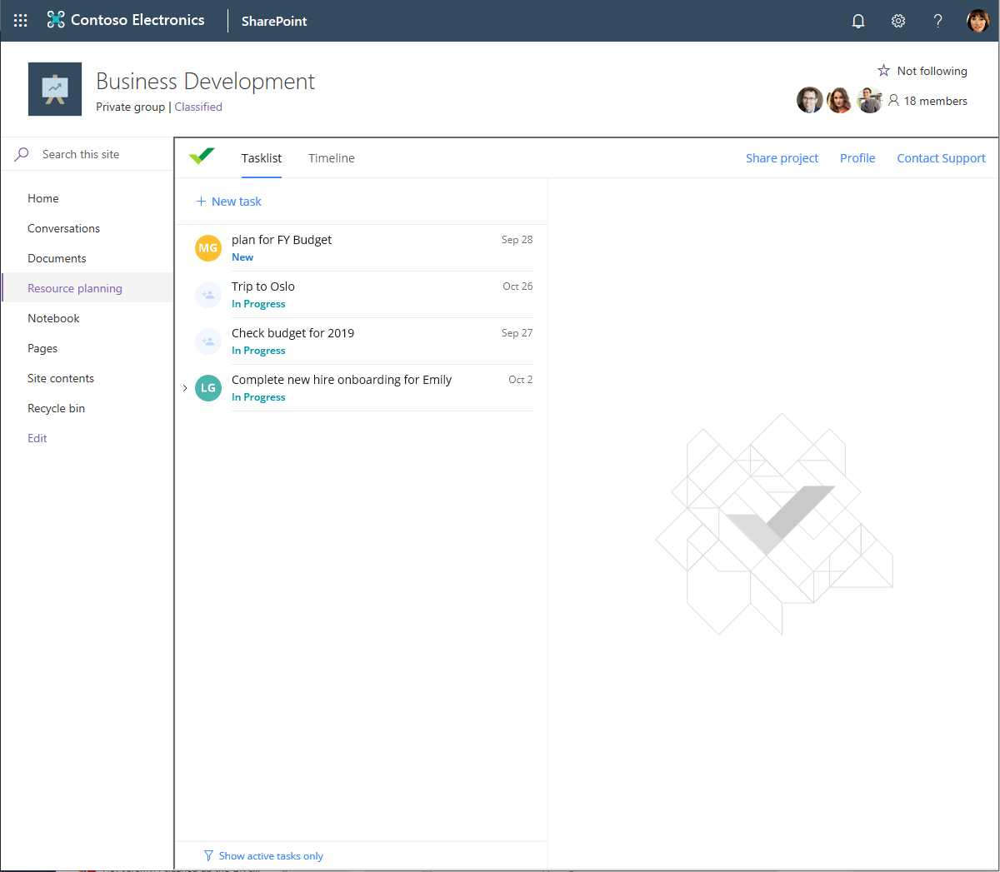 Contoso Electronics
SharePoint
?
Business Development
Private group | Classified
Not following
18 members
Search this site
Home
Conversations
Documents
Resource planning
Notebook
Pages
Site contents
Recycle bin
Edit
Tasklist
Timeline
Share project
Profile
Contact Support
+ New task
MG
plan for FY Budget
Sep 28
New
Trip to Oslo
Oct 26
In Progress
Check budget for 2019
Sep 27
In Progress
LG
Complete new hire onboarding for Emily
Oct 2
In Progress
Show active tasks only